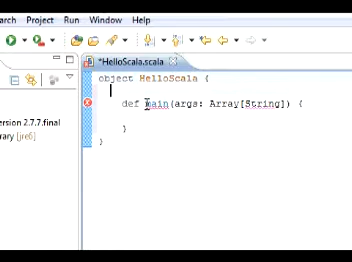 arch Project Run Window Help
*HelloScala.scala
object HelloScala {
def main(args: Array[String]) {
}
}
ersion 2.7.7.final
rary [jre6]